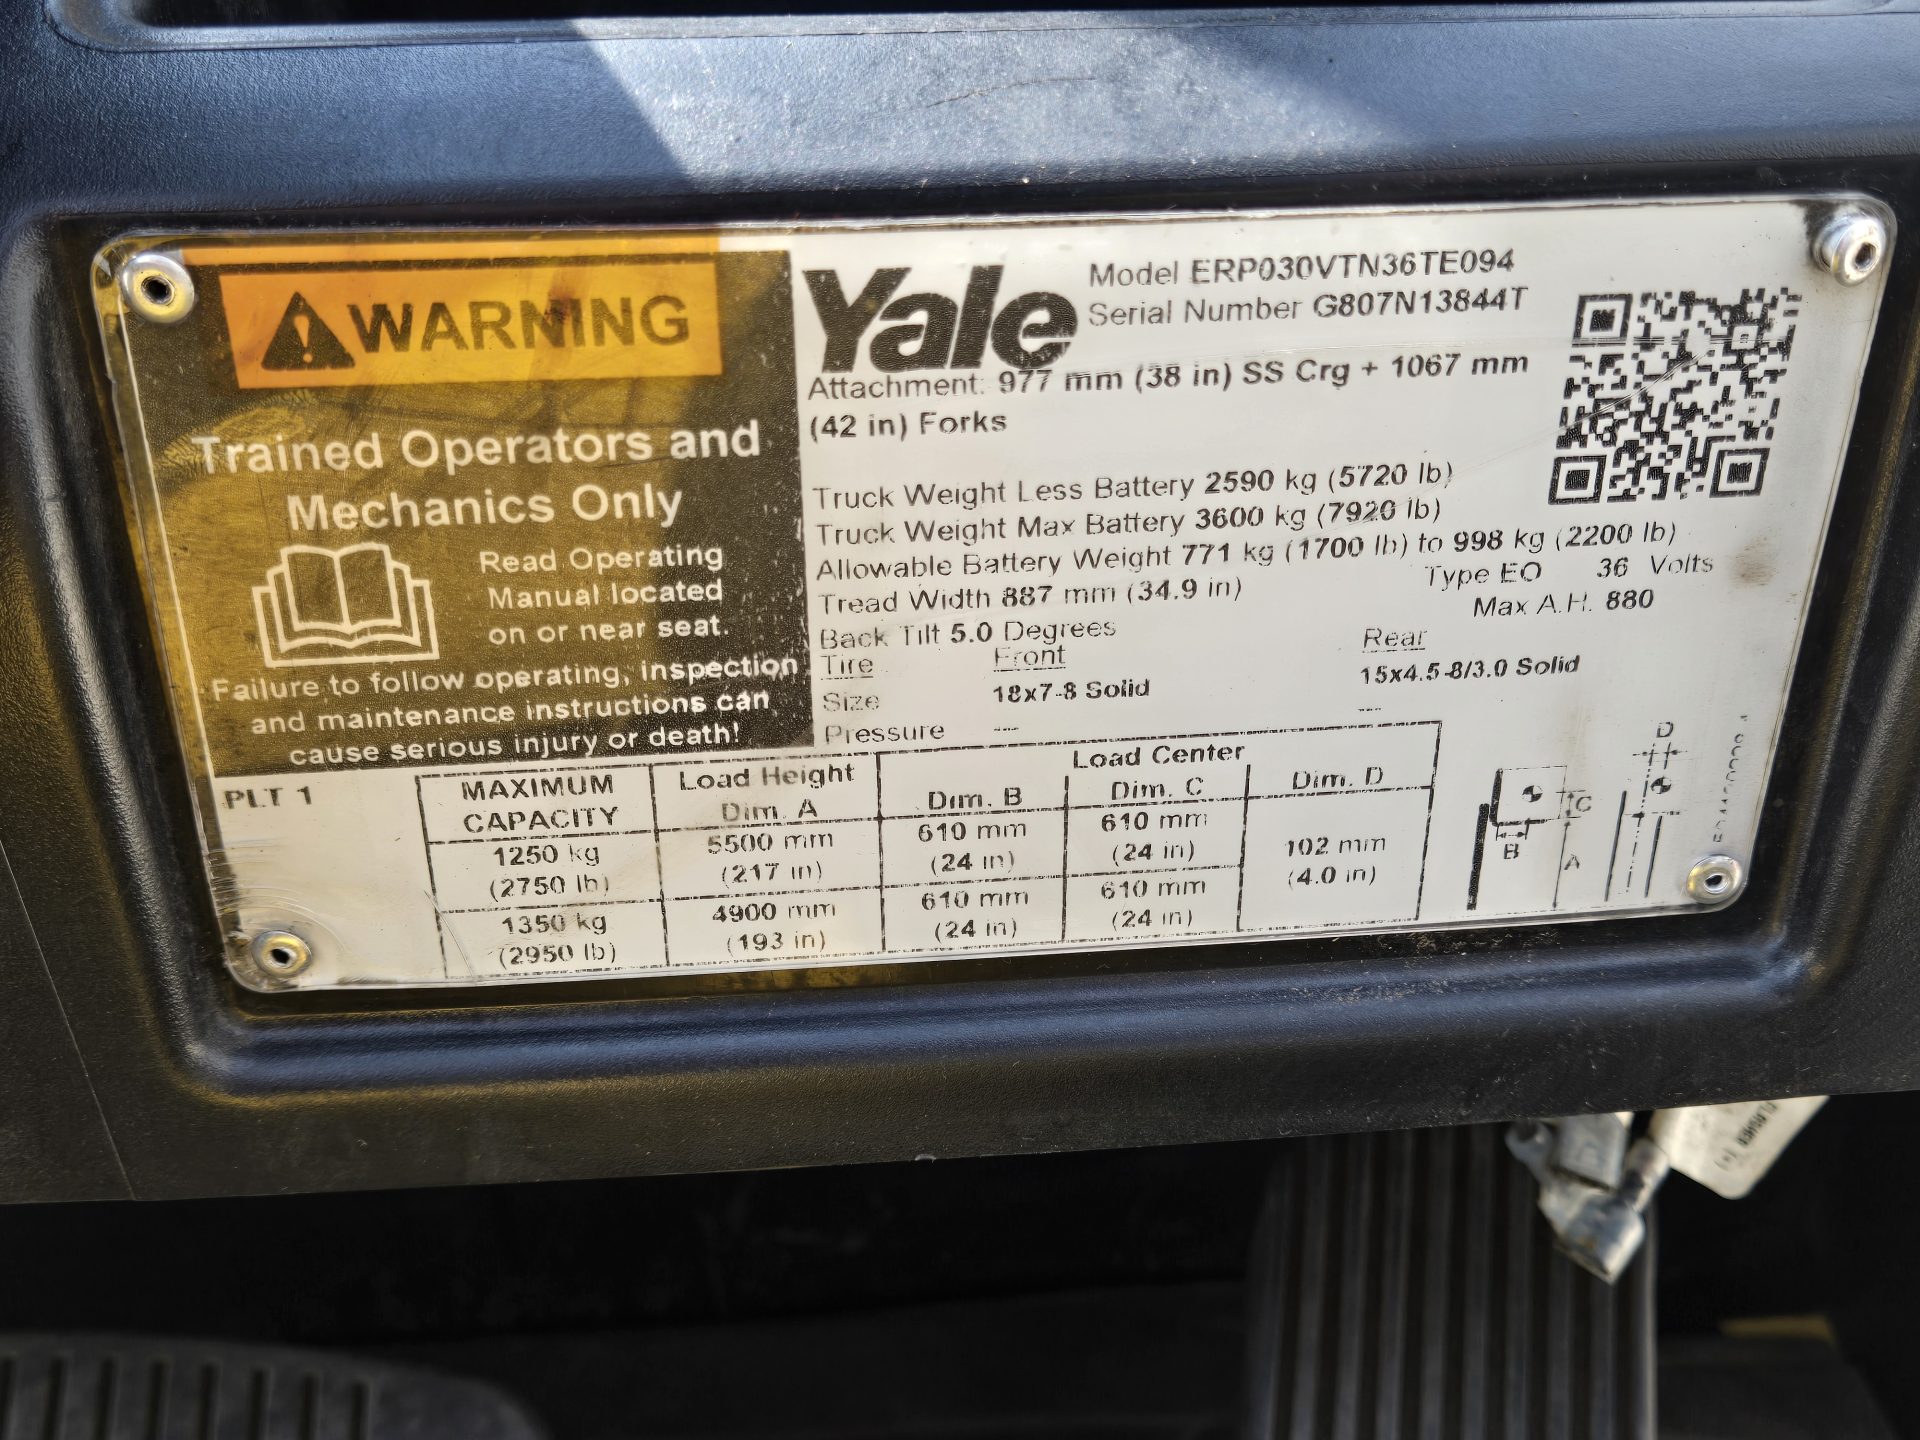 WARNING
Trained Operators and
Mechanics Only
Read Operating
Manual located
on or near seat.
Failure to follow operating, inspection
and maintenance instructions can
cause serious injury or death!
Yale
Model ERP030VTN36TE094
Serial Number G807N13844T
Attachment: 977 mm (38 in) SS Crg + 1067 mm
(42 in) Forks
Truck Weight Less Battery 2590 kg (5720 lb)
Truck Weight Max Battery 3600 kg (7920 lb)
Allowable Battery Weight 771 kg (1700 lb) to 998 kg (2200 lb)
Tread Width 887 mm (34.9 in) Type EO 36 Volts
Back Tilt 5.0 Degrees Max A.H. 880
Tire Front Rear
Size 18x7-8 Solid 15x4.5-8/3.0 Solid
Pressure --- ---
PLT 1
MAXIMUM CAPACITY Load Height Dim. A Load Center Dim. B Dim. C Dim. D
1250 kg (2750 lb) 5500 mm (217 in) 610 mm (24 in) 610 mm (24 in) 102 mm (4.0 in)
1350 kg (2950 lb) 4900 mm (193 in) 610 mm (24 in) 610 mm (24 in)
B C A D